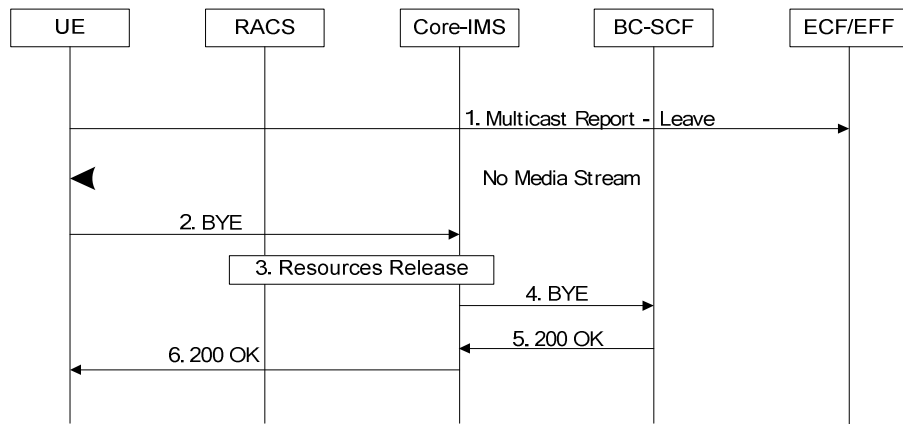 UE
RACS
Core-IMS
BC-SCF
ECF/EFF
1. Multicast Report - Leave
No Media Stream
2. BYE
3. Resources Release
4. BYE
5. 200 OK
6. 200 OK